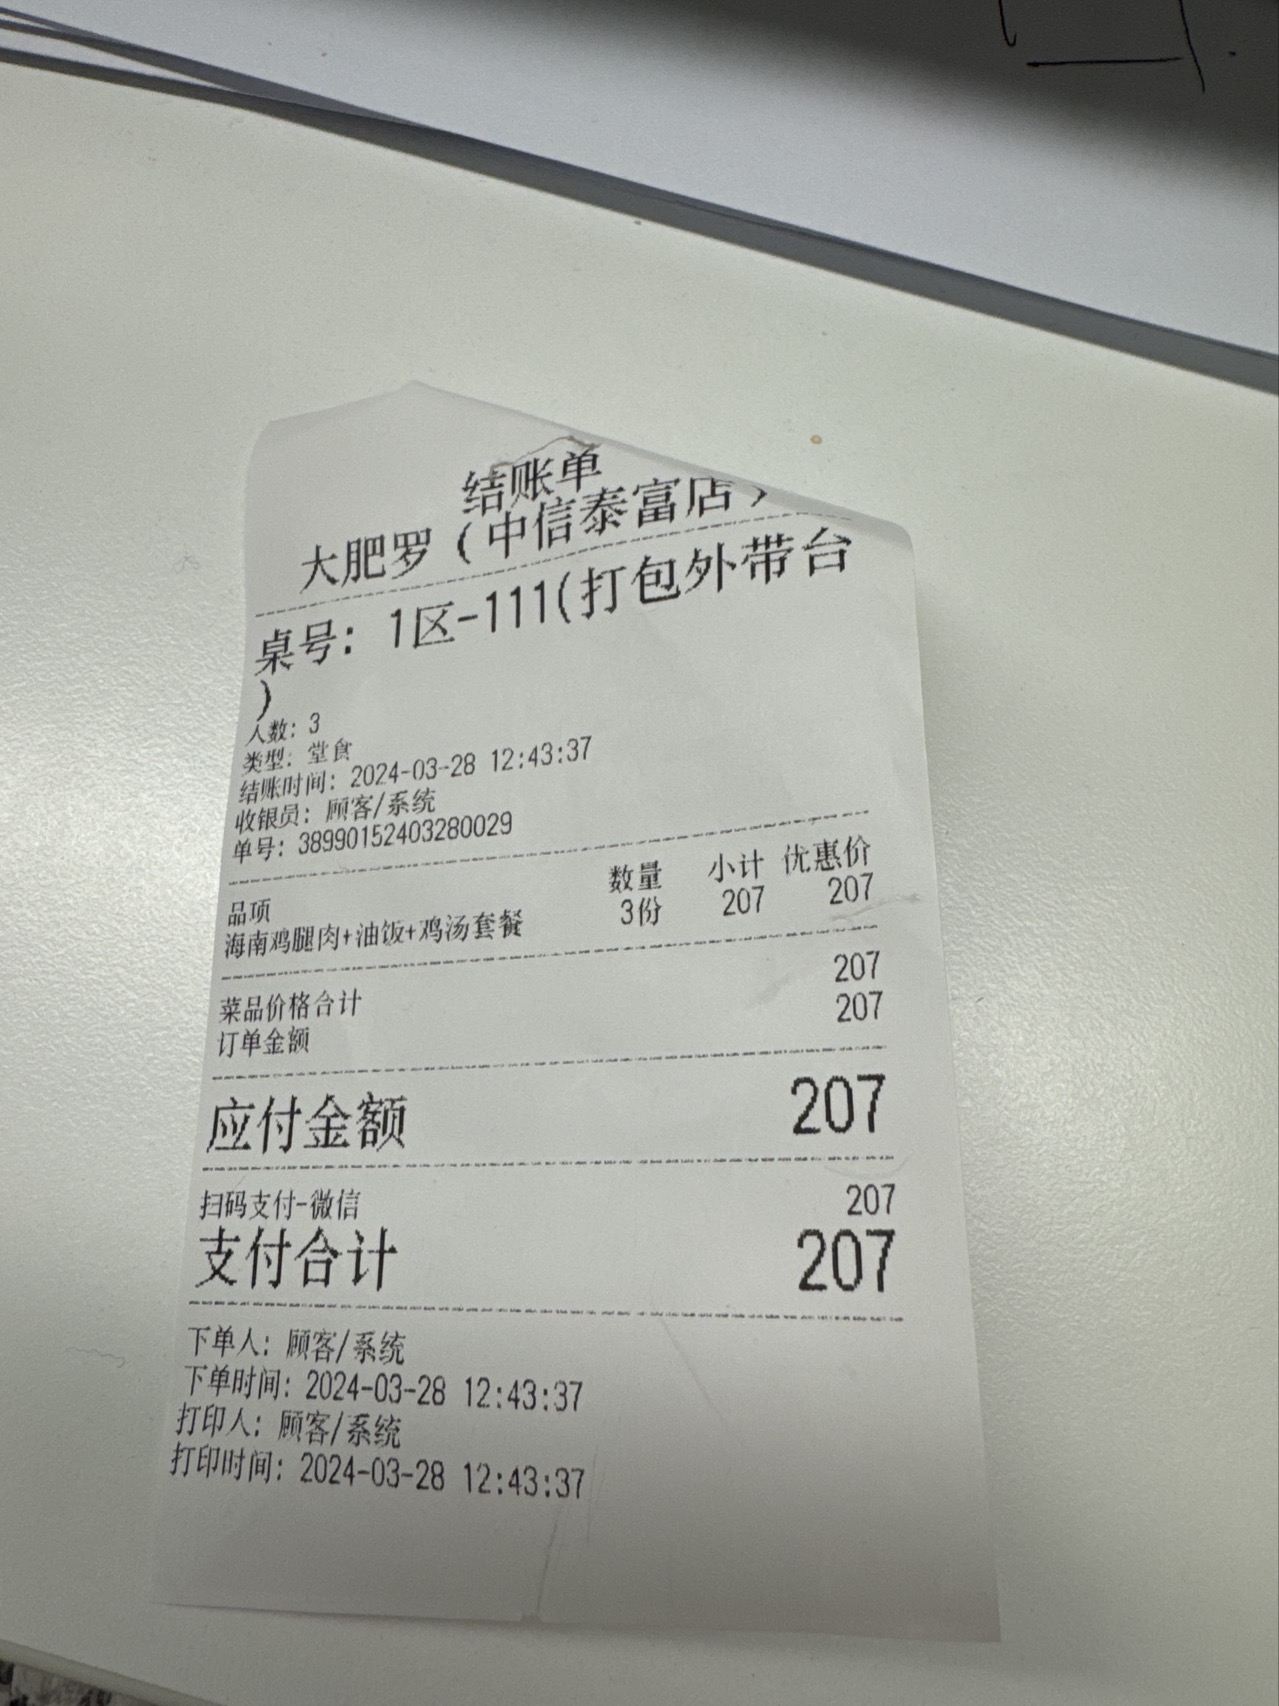 结账单
大肥罗（中信泰富店）
桌号：1区-111(打包外带台
)
人数：3
类型：堂食
结账时间：2024-03-28 12:43:37
收银员：顾客/系统
单号：38990152403280029
品项 数量 小计 优惠价
海南鸡腿肉+油饭+鸡汤套餐 3份 207 207
菜品价格合计 207
订单金额 207
应付金额 207
扫码支付-微信 207
支付合计 207
下单人：顾客/系统
下单时间：2024-03-28 12:43:37
打印人：顾客/系统
打印时间：2024-03-28 12:43:37